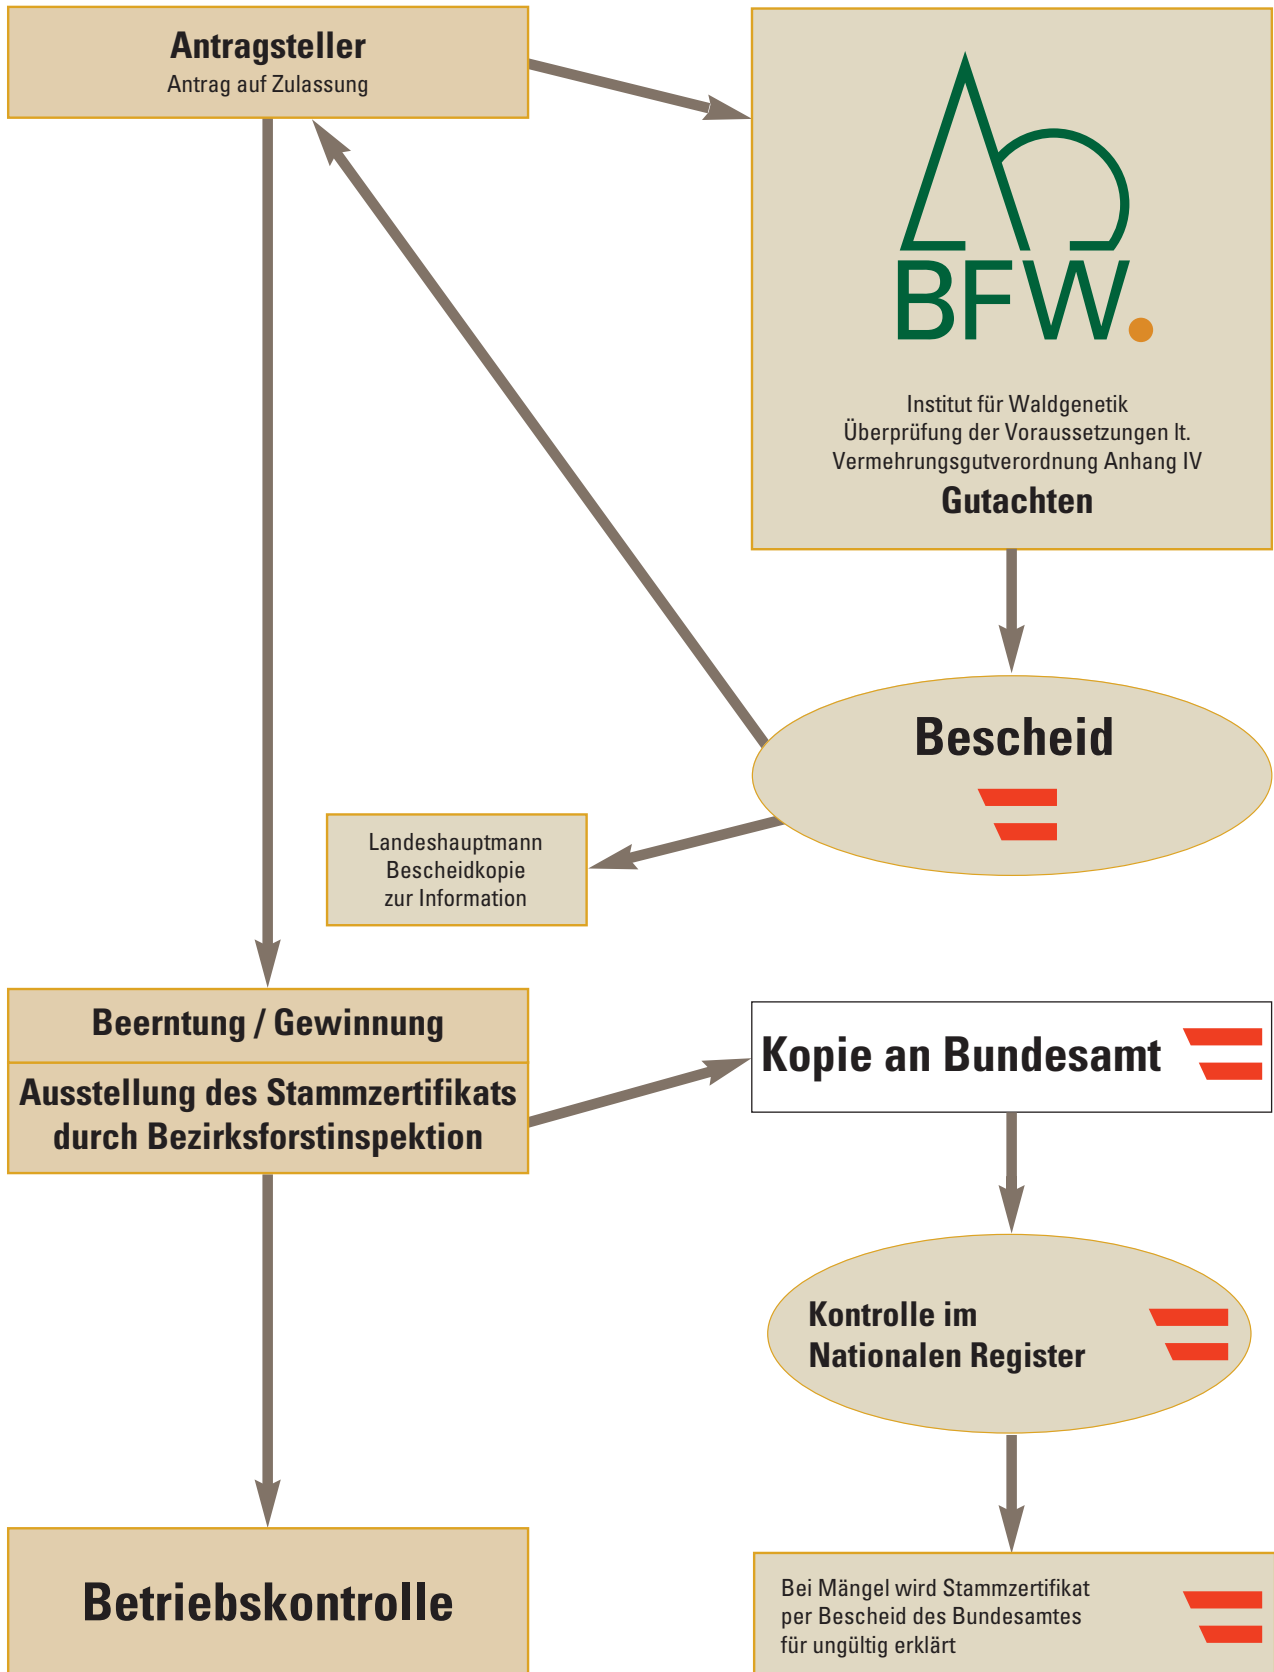 Antragsteller
Antrag auf Zulassung
BFW.
Institut für Waldgenetik
Überprüfung der Voraussetzungen lt.
Vermehrungsgutverordnung Anhang IV
Gutachten
Bescheid
Landeshauptmann
Bescheidkopie
zur Information
Beerntung / Gewinnung
Ausstellung des Stammzertifikats
durch Bezirksforstinspektion
Kopie an Bundesamt
Kontrolle im
Nationalen Register
Betriebskontrolle
Bei Mängel wird Stammzertifikat
per Bescheid des Bundesamtes
für ungültig erklärt